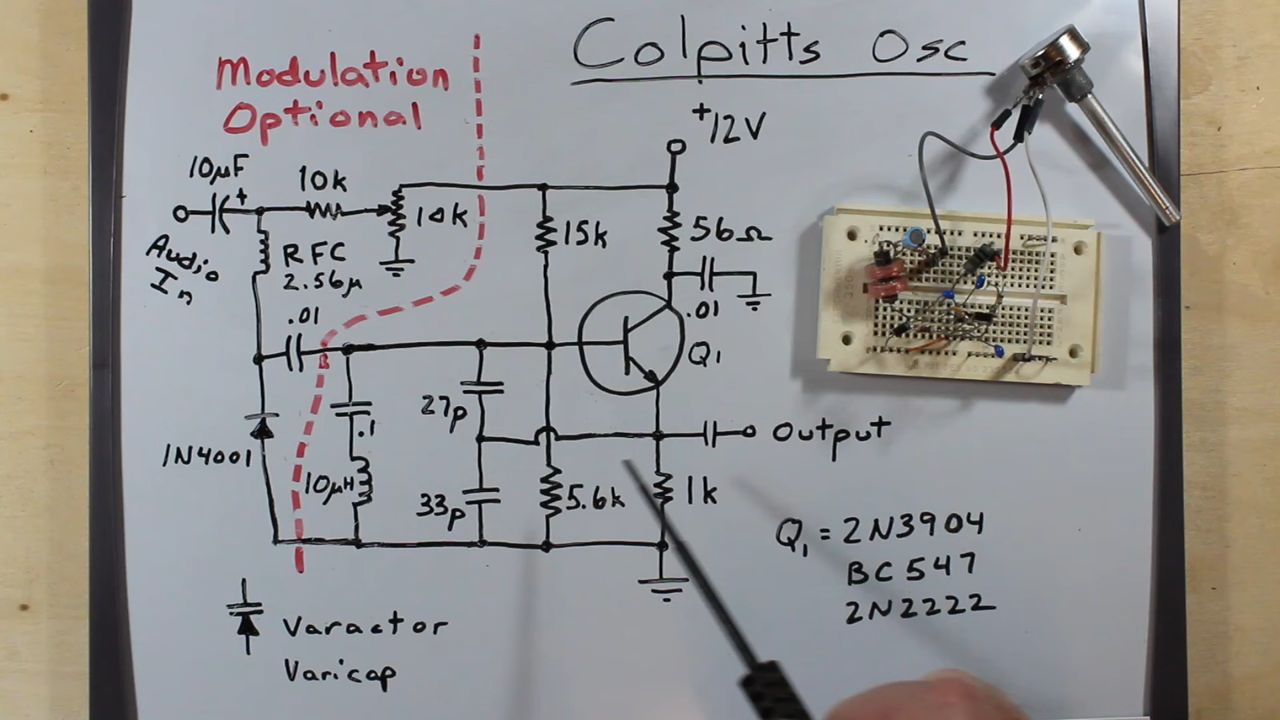 Colpitts Osc
Modulation
Optional
+12V
10µF
+
10k
10k
15k
56Ω
Audio
In
RFC
2.56µ
.01
.01
Q1
27p
.1
1N4001
10µH
33p
5.6k
1k
Output
Q1 = 2N3904
BC547
2N2222
Varactor
Varicap